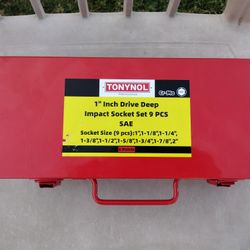 TONYNOL
Cr-Mo
1" Inch Drive Deep
Impact Socket Set 9 PCS
SAE
Socket Size (9 pcs):1",1-1/8",1-1/4",
1-3/8",1-1/2",1-5/8",1-3/4",1-7/8",2"